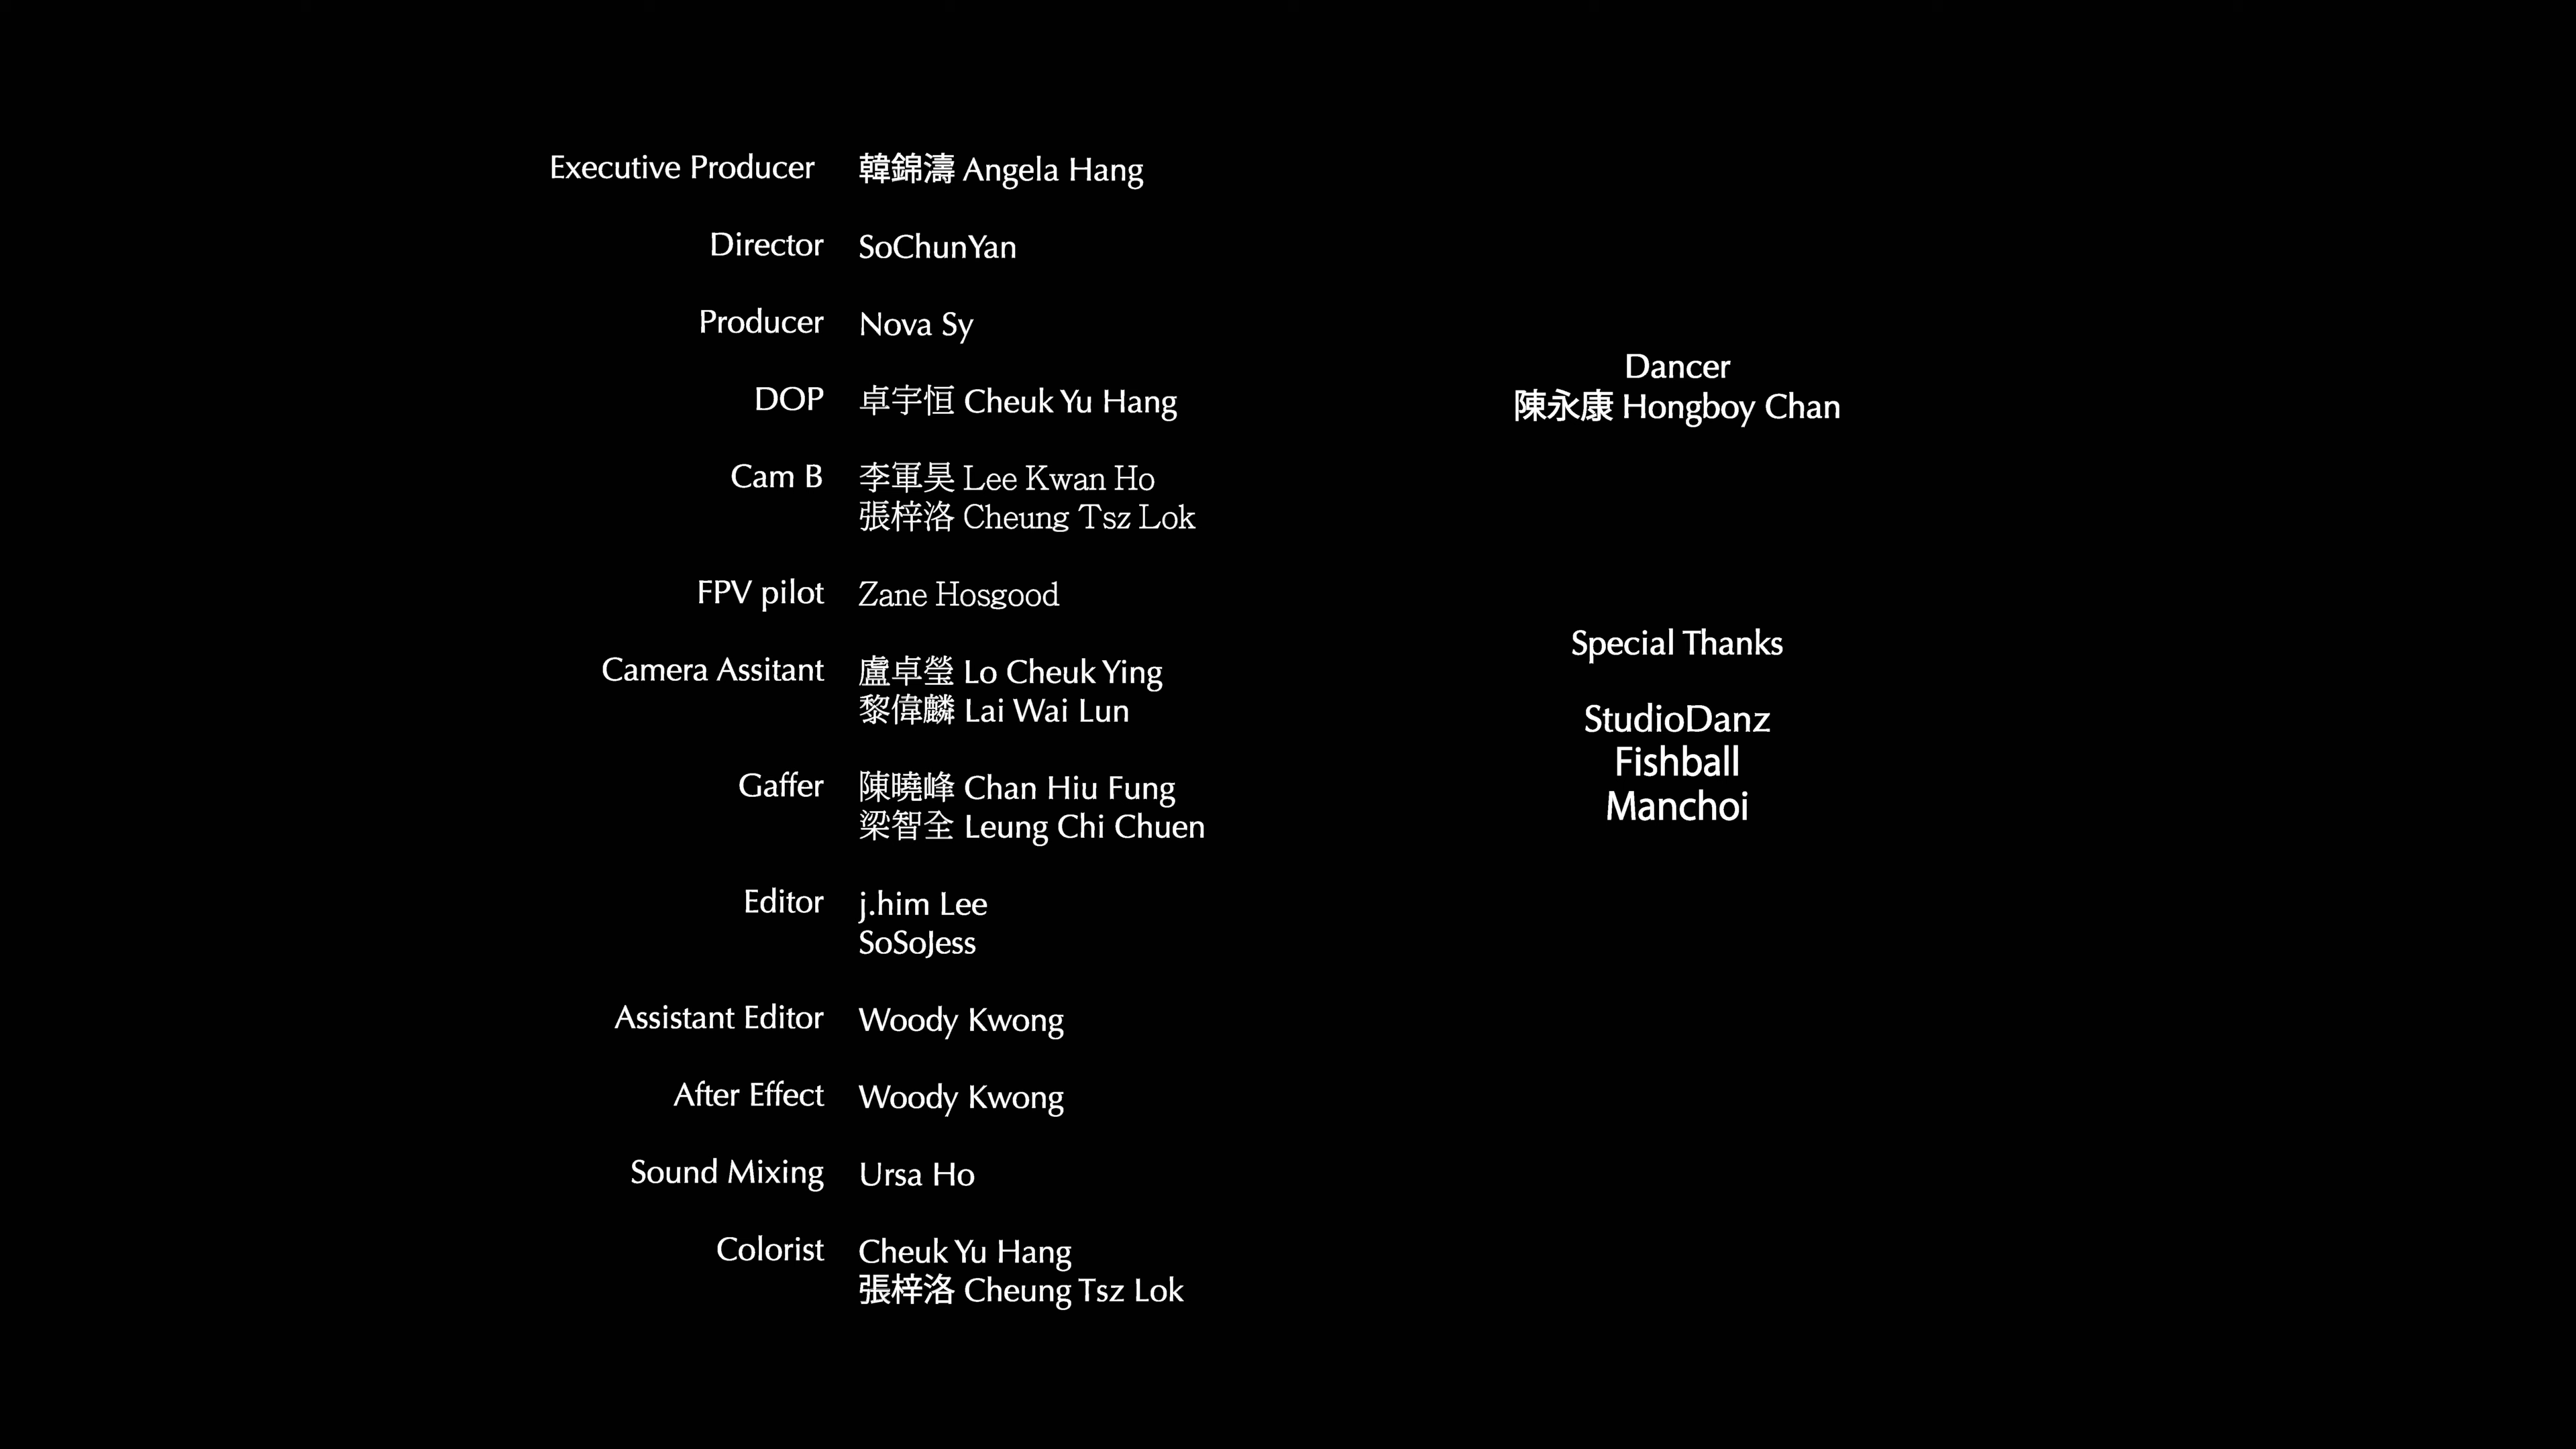 Executive Producer 韓錦濤 Angela Hang
Director SoChunYan
Producer Nova Sy
DOP 卓宇恒 Cheuk Yu Hang
Cam B 李軍昊 Lee Kwan Ho
張梓洛 Cheung Tsz Lok
FPV pilot Zane Hosgood
Camera Assitant 盧卓瑩 Lo Cheuk Ying
黎偉麟 Lai Wai Lun
Gaffer 陳曉峰 Chan Hiu Fung
梁智全 Leung Chi Chuen
Editor j.him Lee
SoSoJess
Assistant Editor Woody Kwong
After Effect Woody Kwong
Sound Mixing Ursa Ho
Colorist Cheuk Yu Hang
張梓洛 Cheung Tsz Lok
Dancer
陳永康 Hongboy Chan
Special Thanks
StudioDanz
Fishball
Manchoi